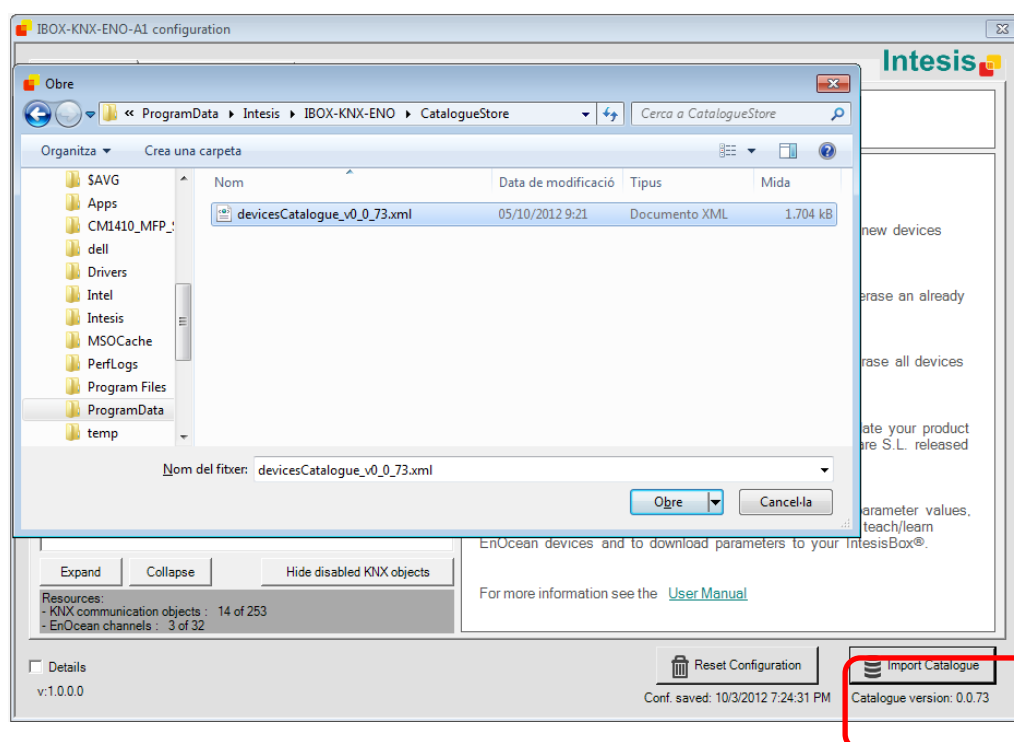 IBOX-KNX-ENO-A1 configuration
Intesis
Obre
« ProgramData Intesis IBOX-KNX-ENO CatalogueStore
Cerca a CatalogueStore
Organitza
Crea una carpeta
$AVG
Apps
CM1410_MFP_
dell
Drivers
Intel
Intesis
MSOCache
PerfLogs
Program Files
ProgramData
temp
Nom Data de modificació Tipus Mida
devicesCatalogue_v0_0_73.xml 05/10/2012 9:21 Documento XML 1.704 kB
Nom del fitxer: devicesCatalogue_v0_0_73.xml
Obre Cancel·la
new devices
erase an already
rase all devices
ate your product
are S.L. released
parameter values,
teach/learn
EnOcean devices and to download parameters to your IntesisBox®.
For more information see the User Manual
Expand Collapse Hide disabled KNX objects
Resources:
- KNX communication objects : 14 of 253
- EnOcean channels : 3 of 32
Details
v:1.0.0.0
Reset Configuration
Conf. saved: 10/3/2012 7:24:31 PM
Import Catalogue
Catalogue version: 0.0.73